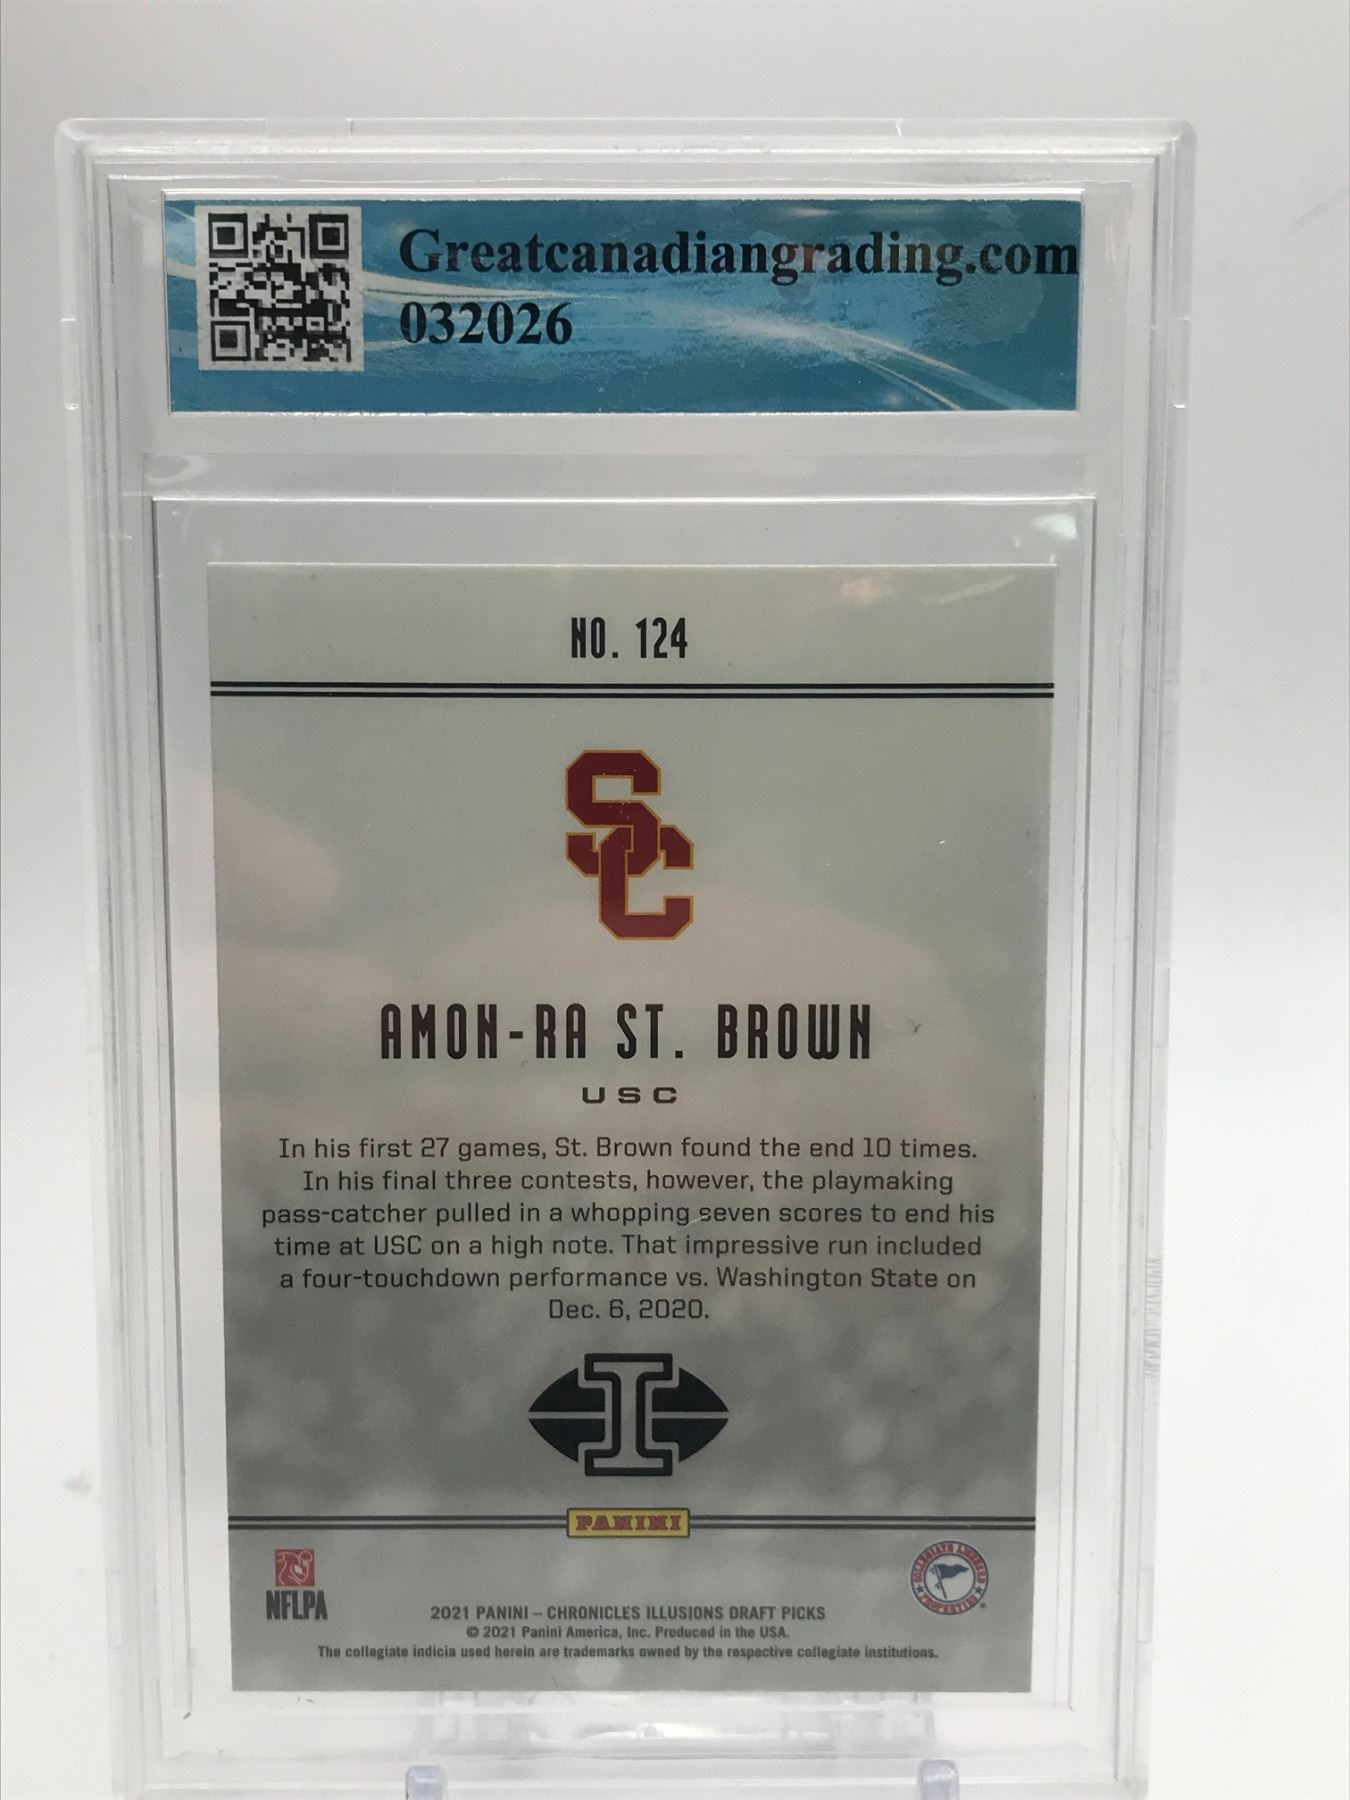 Greatcanadiangrading.com
032026
NO. 124
SC
AMON-RA ST. BROWN
USC
In his first 27 games, St. Brown found the end 10 times.
In his final three contests, however, the playmaking
pass-catcher pulled in a whopping seven scores to end his
time at USC on a high note. That impressive run included
a four-touchdown performance vs. Washington State on
Dec. 6, 2020.
I
PANINI
NFLPA
2021 PANINI – CHRONICLES ILLUSIONS DRAFT PICKS
© 2021 Panini America, Inc. Produced in the USA.
The collegiate indicia used herein are trademarks owned by the respective collegiate institutions.